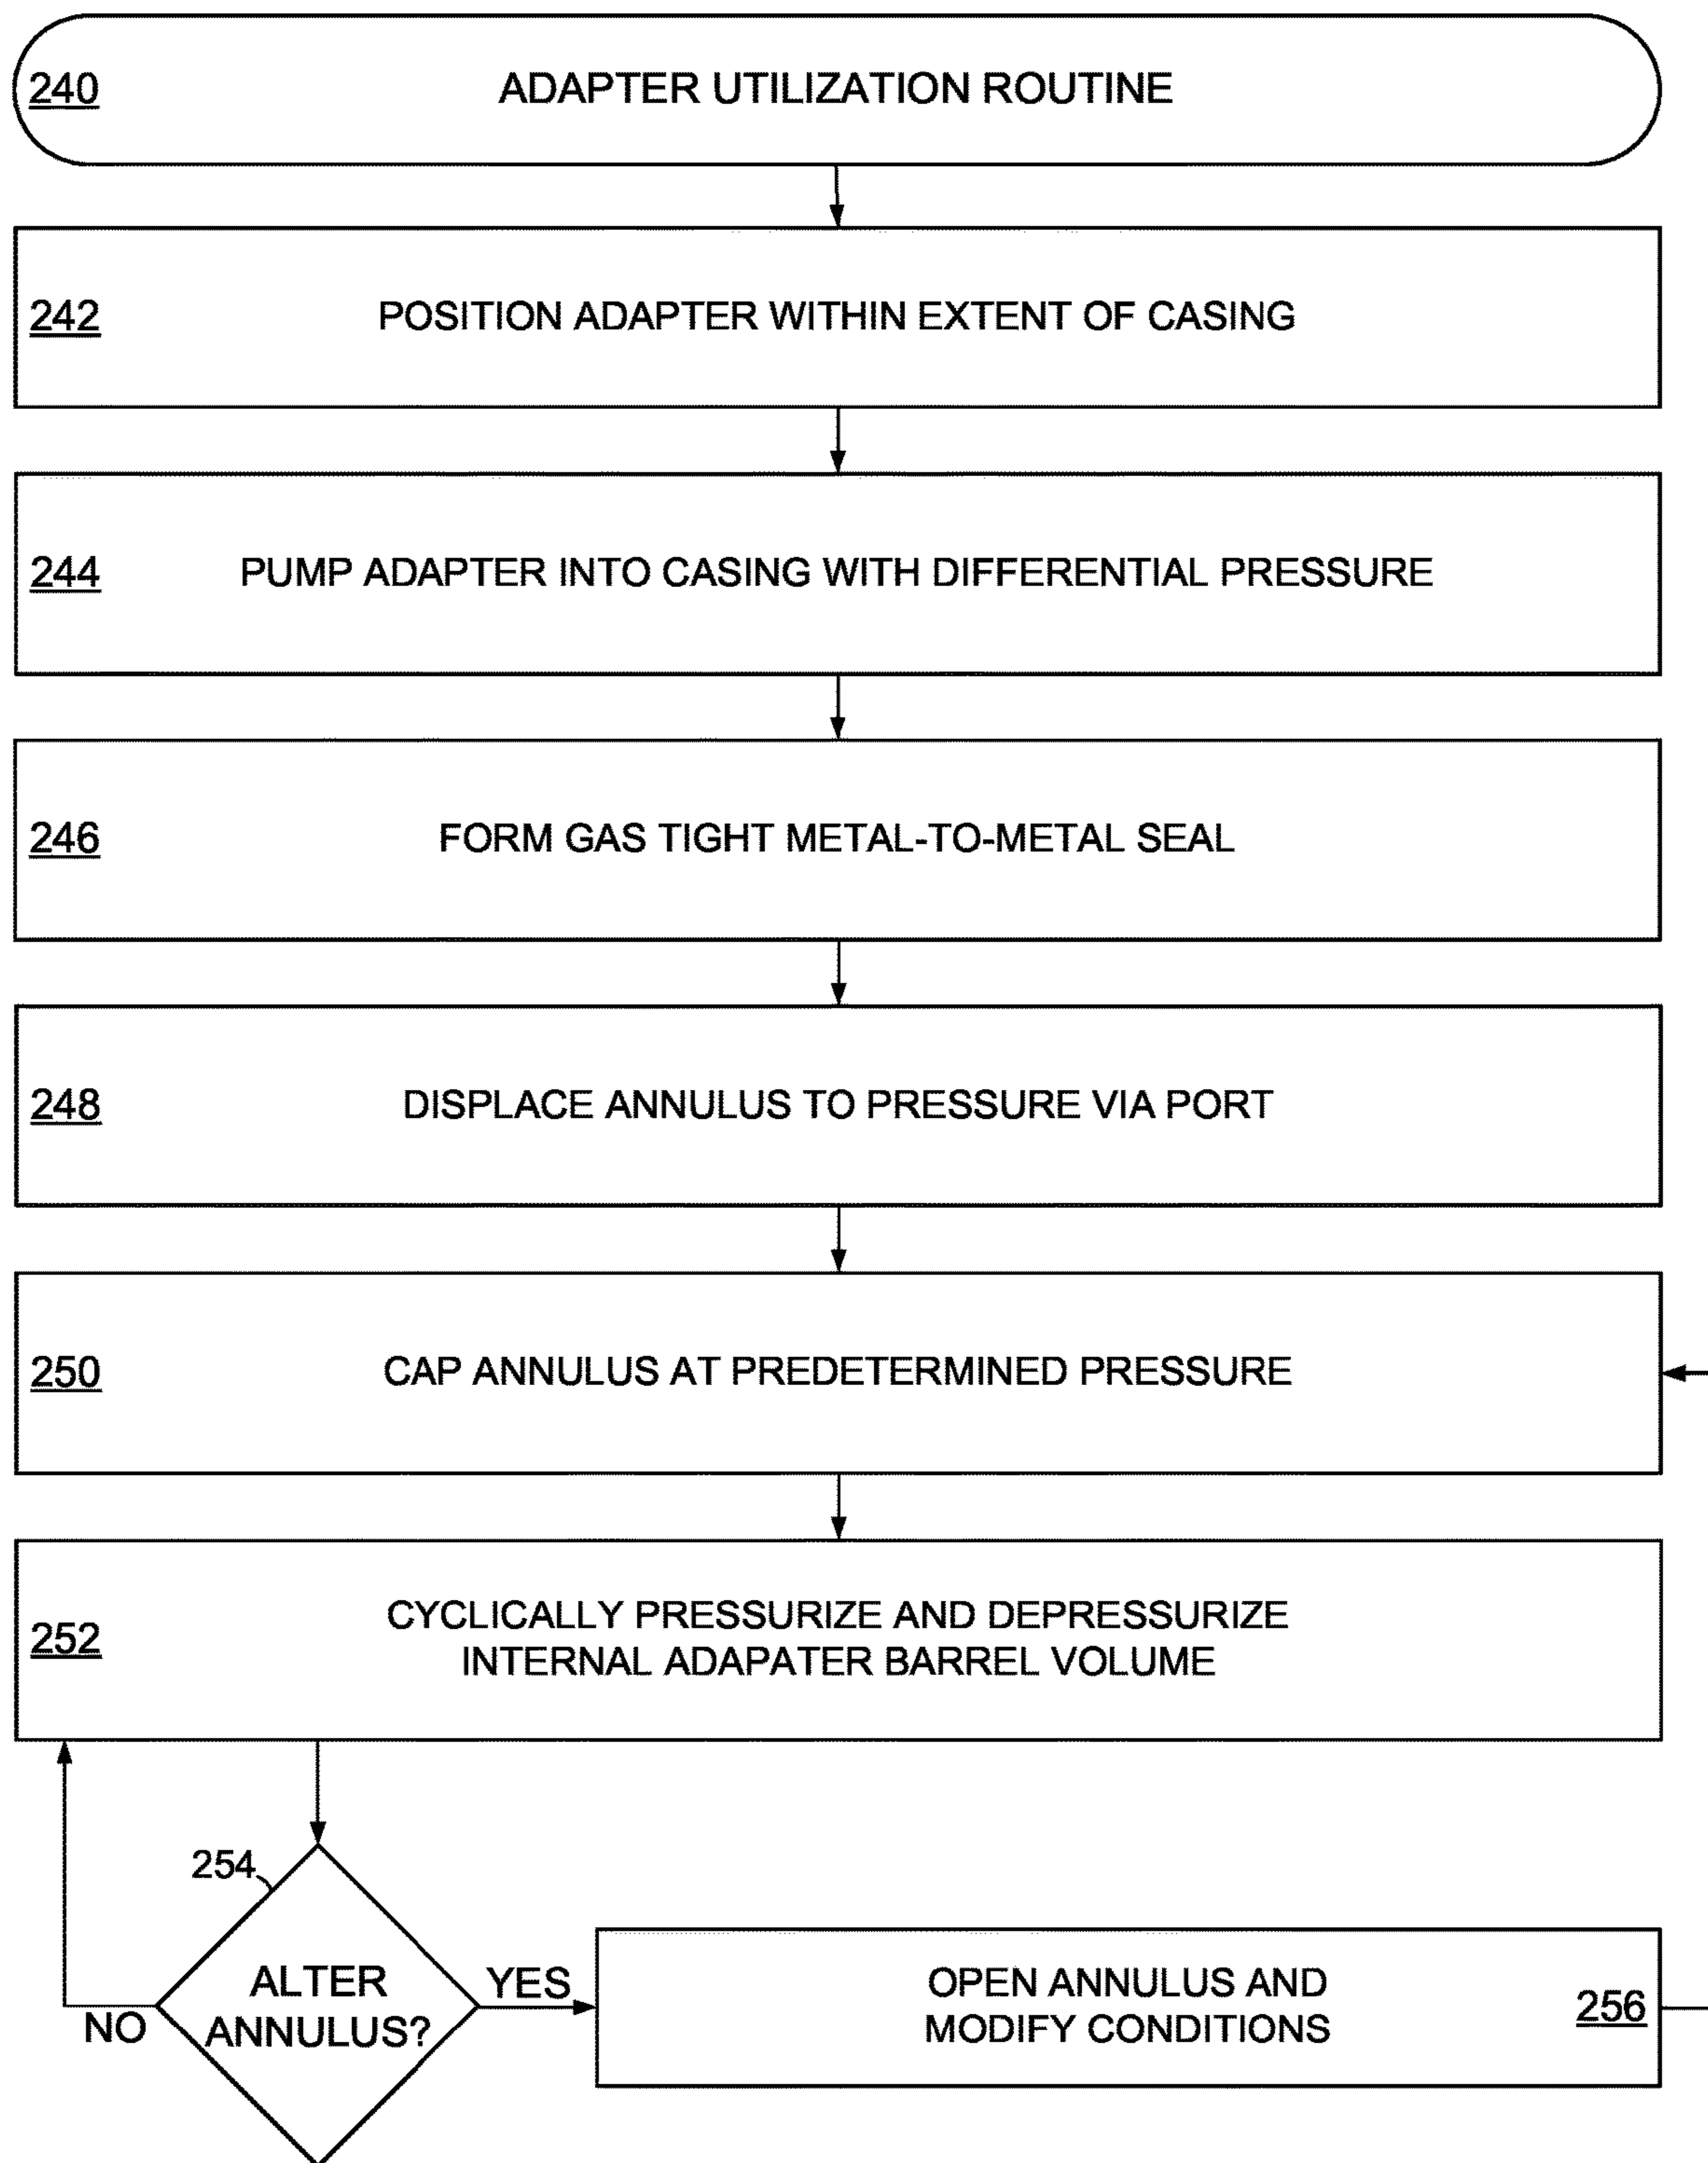 240 ADAPTER UTILIZATION ROUTINE
242 POSITION ADAPTER WITHIN EXTENT OF CASING
244 PUMP ADAPTER INTO CASING WITH DIFFERENTIAL PRESSURE
246 FORM GAS TIGHT METAL-TO-METAL SEAL
248 DISPLACE ANNULUS TO PRESSURE VIA PORT
250 CAP ANNULUS AT PREDETERMINED PRESSURE
252 CYCLICALLY PRESSURIZE AND DEPRESSURIZE
INTERNAL ADAPATER BARREL VOLUME
254
ALTER
ANNULUS?
NO
YES
OPEN ANNULUS AND
MODIFY CONDITIONS
256